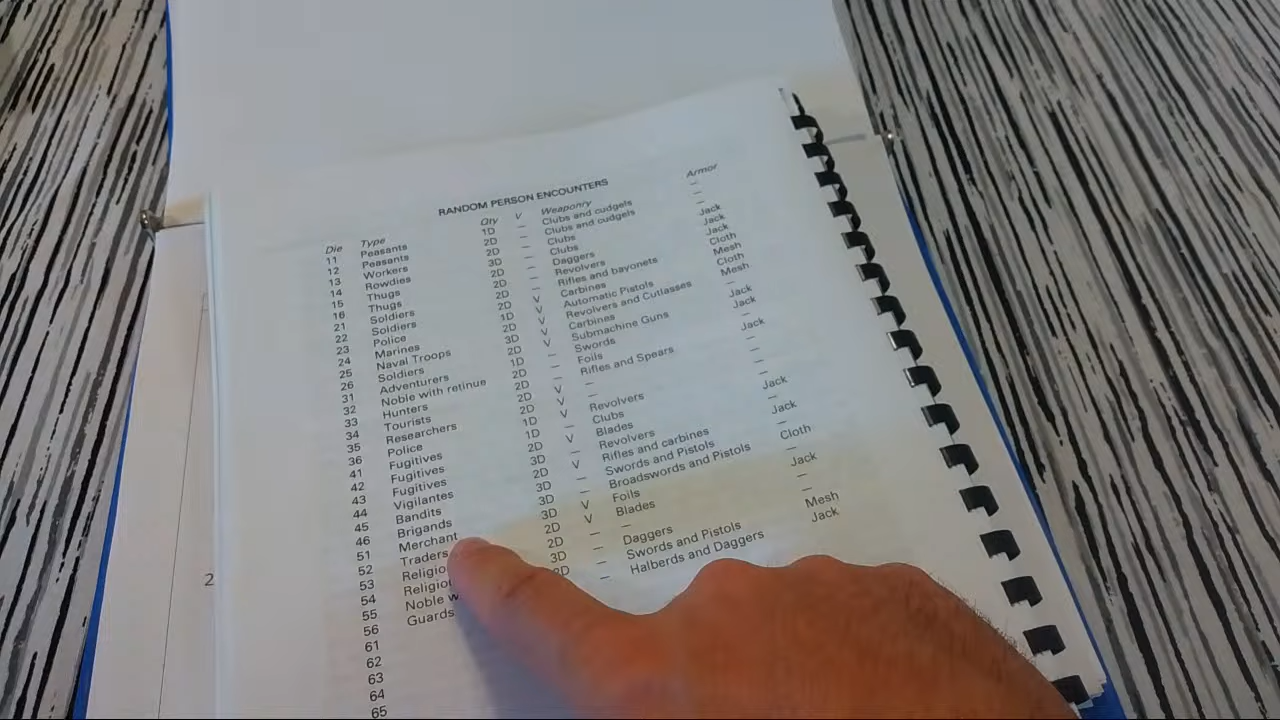 RANDOM PERSON ENCOUNTERS
Die
11
12
13
14
15
16
21
22
23
24
25
26
31
32
34
35
36
41
42
43
44
45
46
51
52
53
54
55
56
61
62
63
64
65
Type
Peasants
Peasants
Workers
Rowdies
Thugs
Thugs
Soldiers
Soldiers
Police
Marines
Naval Troops
Soldiers
Adventurers
Noble with retinue
Hunters
Tourists
Researchers
Police
Fugitives
Fugitives
Fugitives
Vigilantes
Bandits
Brigands
Merchant
Traders
Religio
Religio
Noble w
Guards
Qty
1D
2D
2D
3D
2D
2D
2D
2D
1D
3D
2D
1D
2D
2D
2D
1D
1D
2D
3D
2D
3D
3D
3D
2D
2D
3D
V
—
—
—
—
—
—
V
V
V
V
—
—
V
V
V
—
V
—
—
V
V
—
—
—
Weaponry
Clubs and cudgels
Clubs and cudgels
Clubs
Clubs
Daggers
Revolvers
Rifles and bayonets
Carbines
Automatic Pistols
Revolvers and Cutlasses
Carbines
Submachine Guns
Swords
Foils
Rifles and Spears
—
Revolvers
Clubs
Blades
Revolvers
Rifles and carbines
Swords and Pistols
Broadswords and Pistols
Foils
Blades
—
Daggers
Swords and Pistols
Halberds and Daggers
Armor
—
—
Jack
Jack
Jack
Cloth
Mesh
Cloth
Mesh
—
Jack
Jack
—
Jack
—
—
—
Jack
—
Jack
—
Cloth
—
Jack
—
—
Mesh
Jack
2